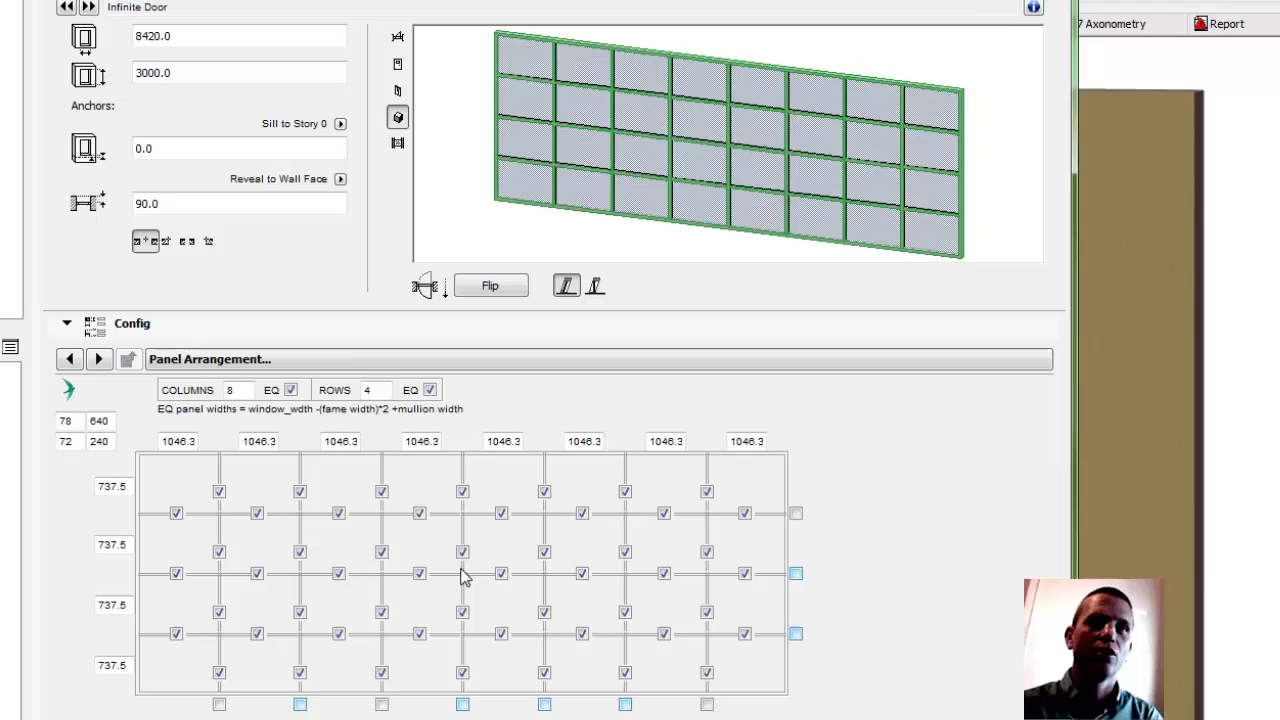 Infinite Door
7 Axonometry
Report
8420.0
3000.0
Anchors:
Sill to Story 0
0.0
Reveal to Wall Face
90.0
Flip
Config
Panel Arrangement...
COLUMNS 8 EQ ROWS 4 EQ
EQ panel widths = window_wdth -(fame width)*2 +mullion width
78 640
72 240
1046.3 1046.3 1046.3 1046.3 1046.3 1046.3 1046.3 1046.3
737.5
737.5
737.5
737.5